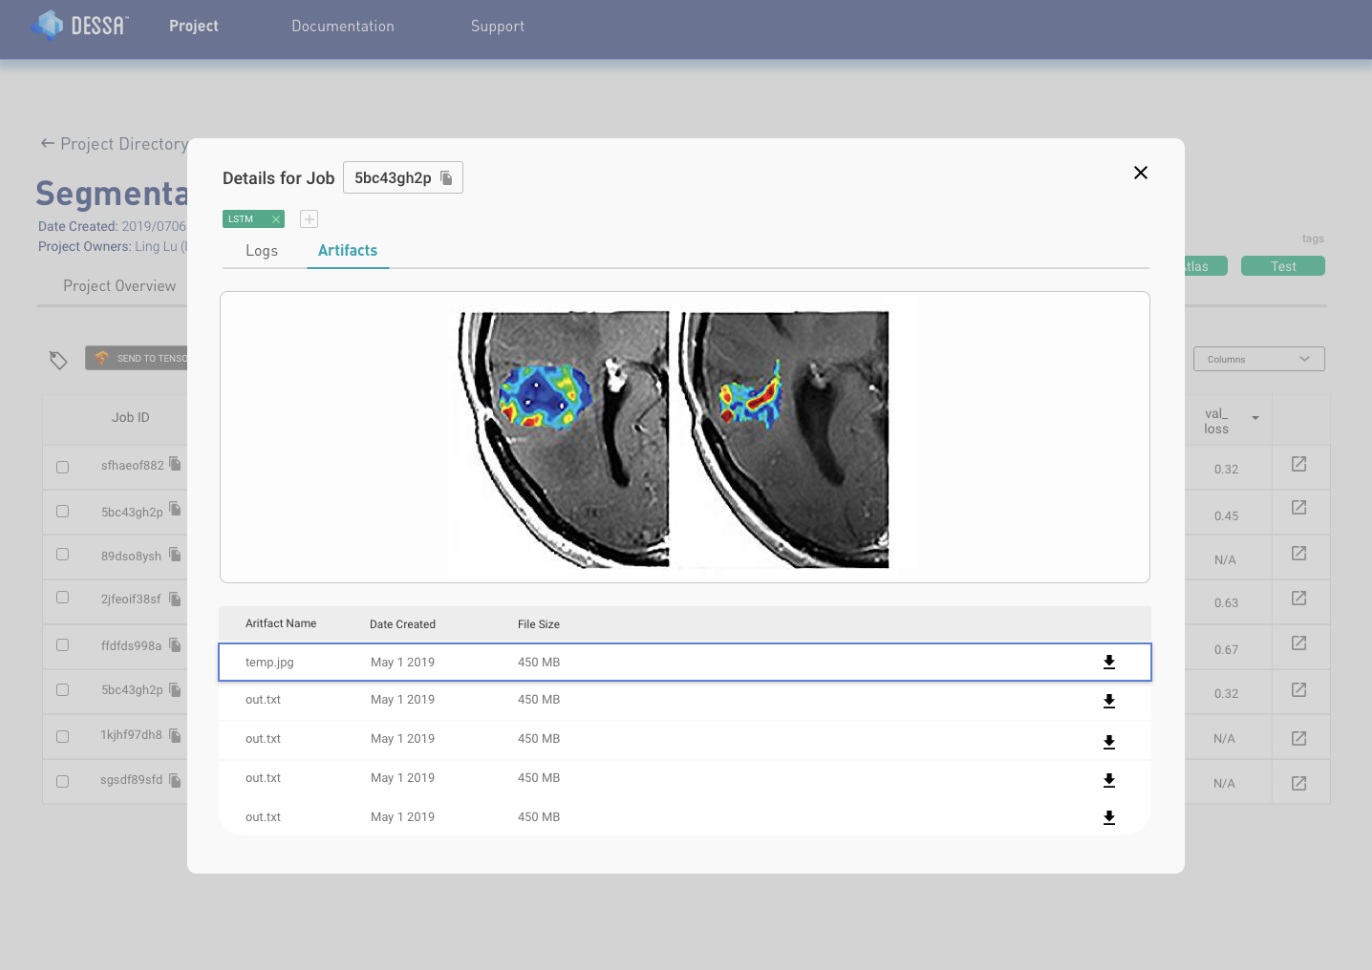 DESSA™
Project
Documentation
Support
Project Directory
Segmenta
Date Created: 2019/0706
Project Owners: Ling Lu (
Project Overview
tags
tlas
Test
SEND TO TENSO
Columns
Job ID
val_
loss
sfhaeof882
0.32
5bc43gh2p
0.45
89dso8ysh
N/A
2jfeoif38sf
0.63
ffdfds998a
0.67
5bc43gh2p
0.32
1kjhf97dh8
N/A
sgsdf89sfd
N/A
Details for Job 5bc43gh2p
LSTM
Logs
Artifacts
Aritfact Name Date Created File Size
temp.jpg May 1 2019 450 MB
out.txt May 1 2019 450 MB
out.txt May 1 2019 450 MB
out.txt May 1 2019 450 MB
out.txt May 1 2019 450 MB